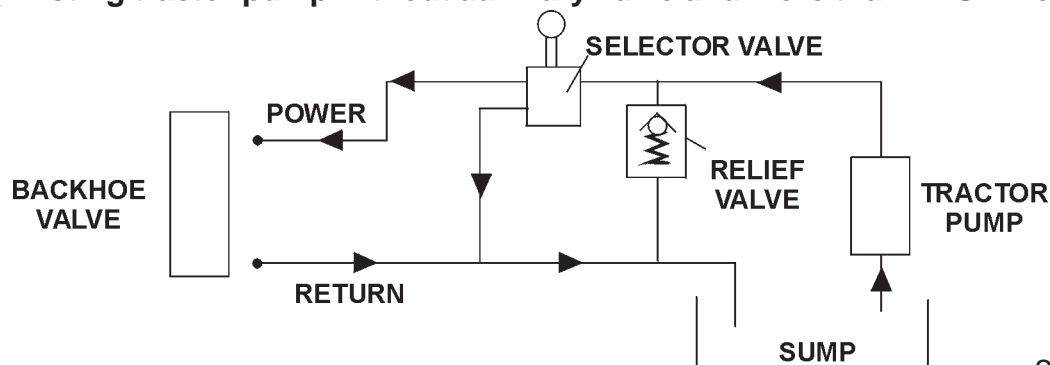 SELECTOR VALVE
POWER
BACKHOE
VALVE
RELIEF
VALVE
TRACTOR
PUMP
RETURN
SUMP